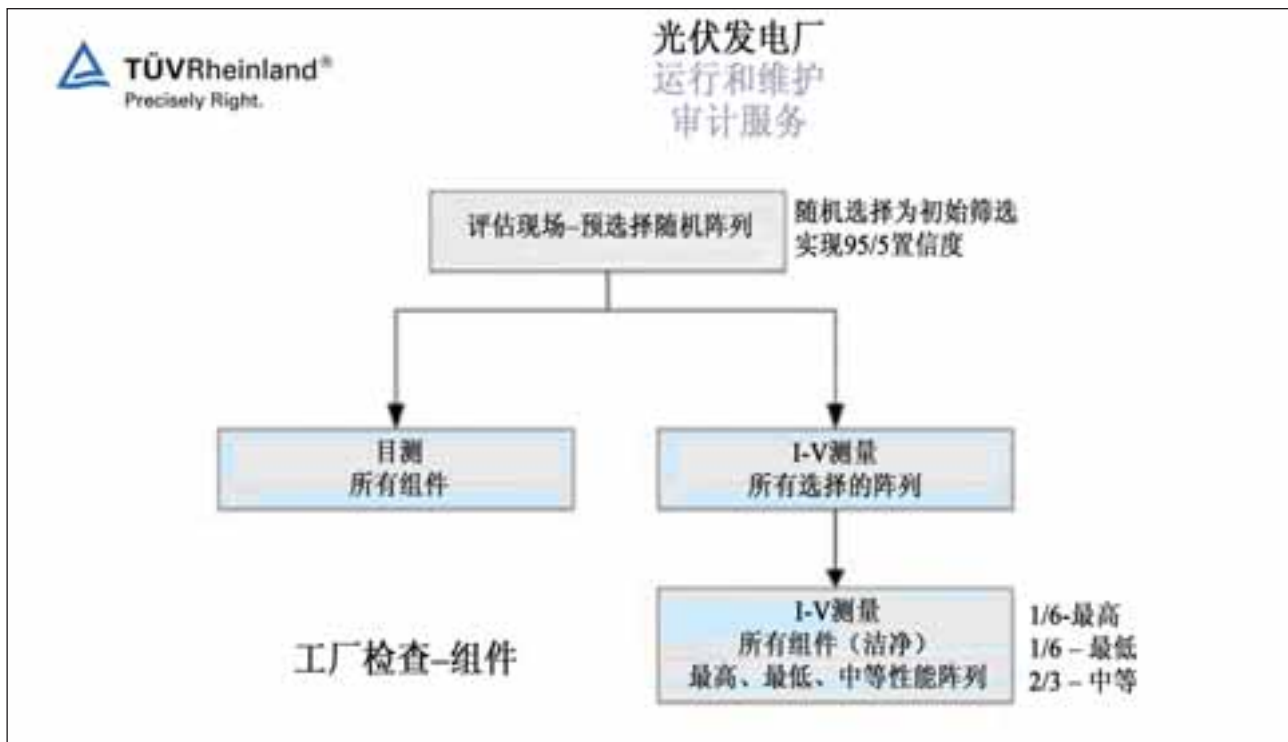 TÜVRheinland®
Precisely Right.
光伏发电厂
运行和维护
审计服务
评估现场–预选择随机阵列
随机选择为初始筛选
实现95/5置信度
目测
所有组件
I-V测量
所有选择的阵列
I-V测量
所有组件（洁净）
最高、最低、中等性能阵列
1/6-最高
1/6 – 最低
2/3 – 中等
工厂检查–组件